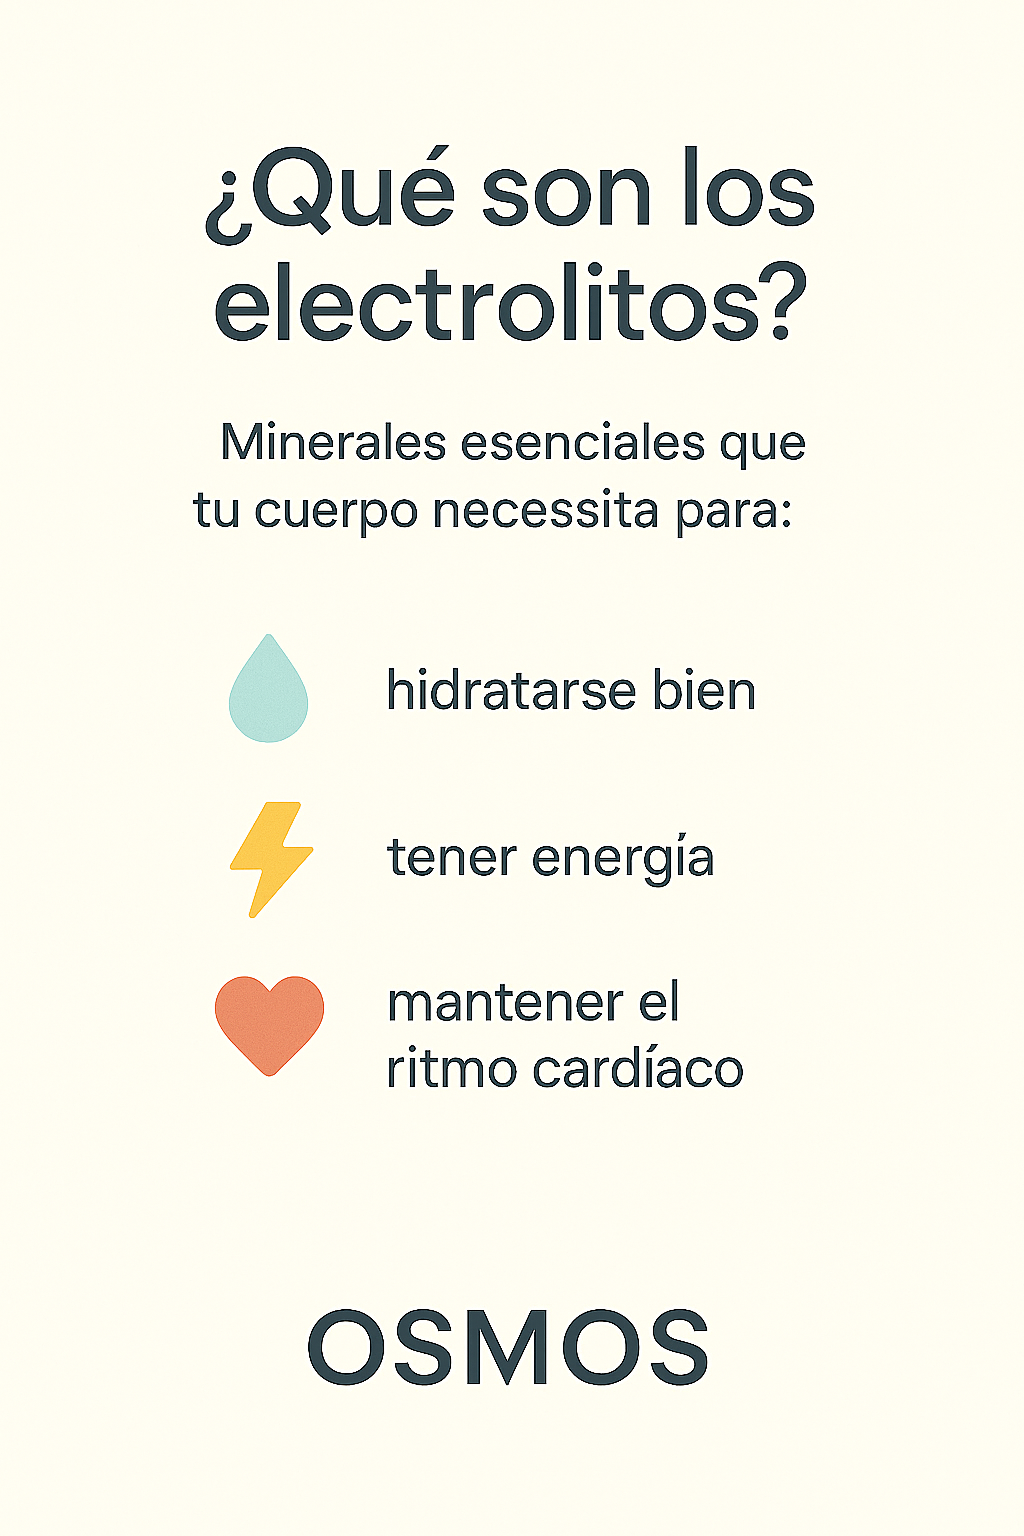 ¿Qué son los
electrolitos?
Minerales esenciales que
tu cuerpo necessita para:
hidratarse bien
tener energía
mantener el
ritmo cardíaco
OSMOS